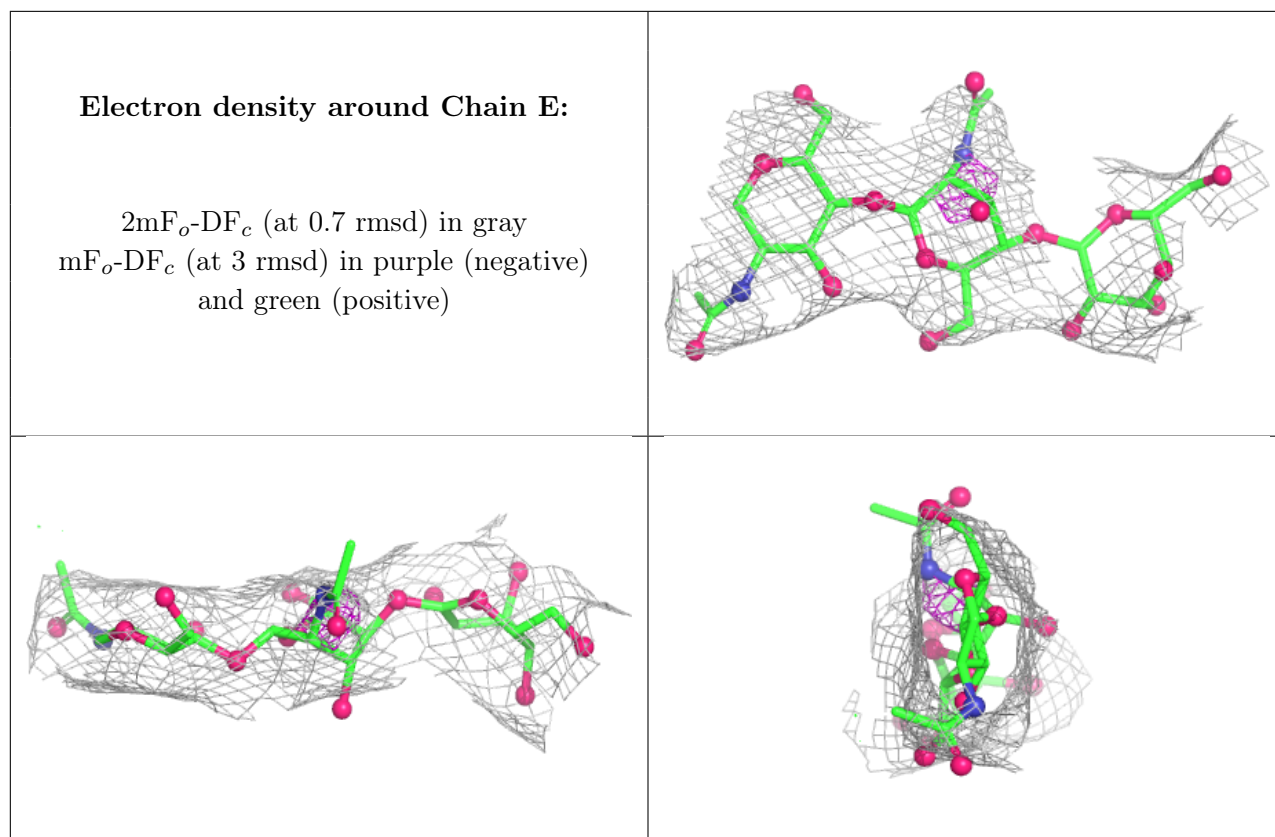 Electron density around Chain E:
2mFo-DFc (at 0.7 rmsd) in gray
mFo-DFc (at 3 rmsd) in purple (negative)
and green (positive)